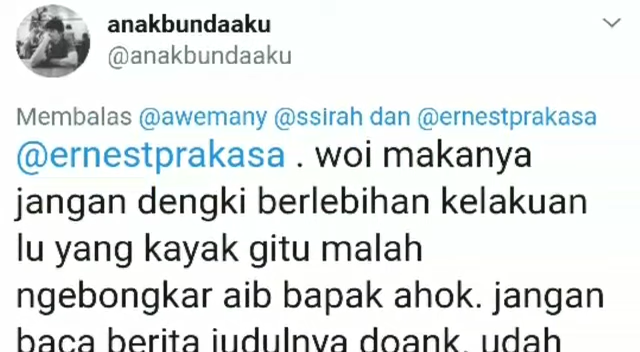 anakbundaaku
@anakbundaaku
Membalas @awemany @ssirah dan @ernestprakasa
@ernestprakasa . woi makanya
jangan dengki berlebihan kelakuan
lu yang kayak gitu malah
ngebongkar aib bapak ahok. jangan
baca berita judulnya doank. udah